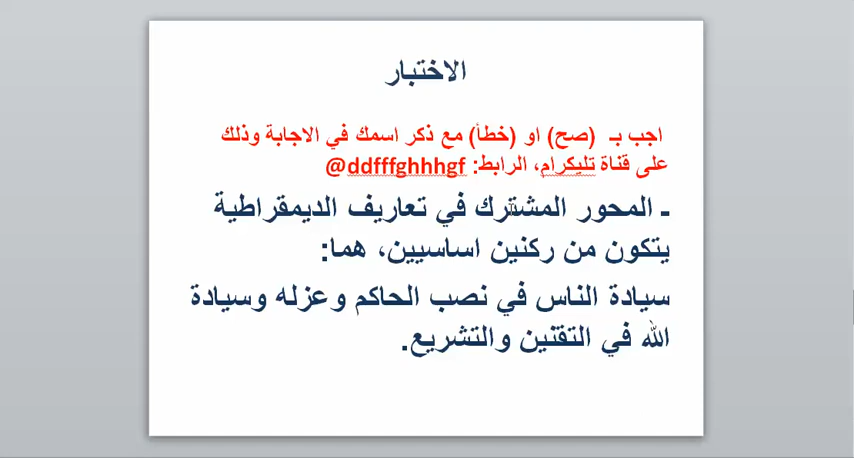 الاختبار
اجب بـ (صح) او (خطأ) مع ذكر اسمك في الاجابة وذلك
على قناة تليكرام، الرابط: ddfffghhhgf@
ـ المحور المشترك في تعاريف الديمقراطية
يتكون من ركنين اساسيين، هما:
سيادة الناس في نصب الحاكم وعزله وسيادة
الله في التقنين والتشريع.